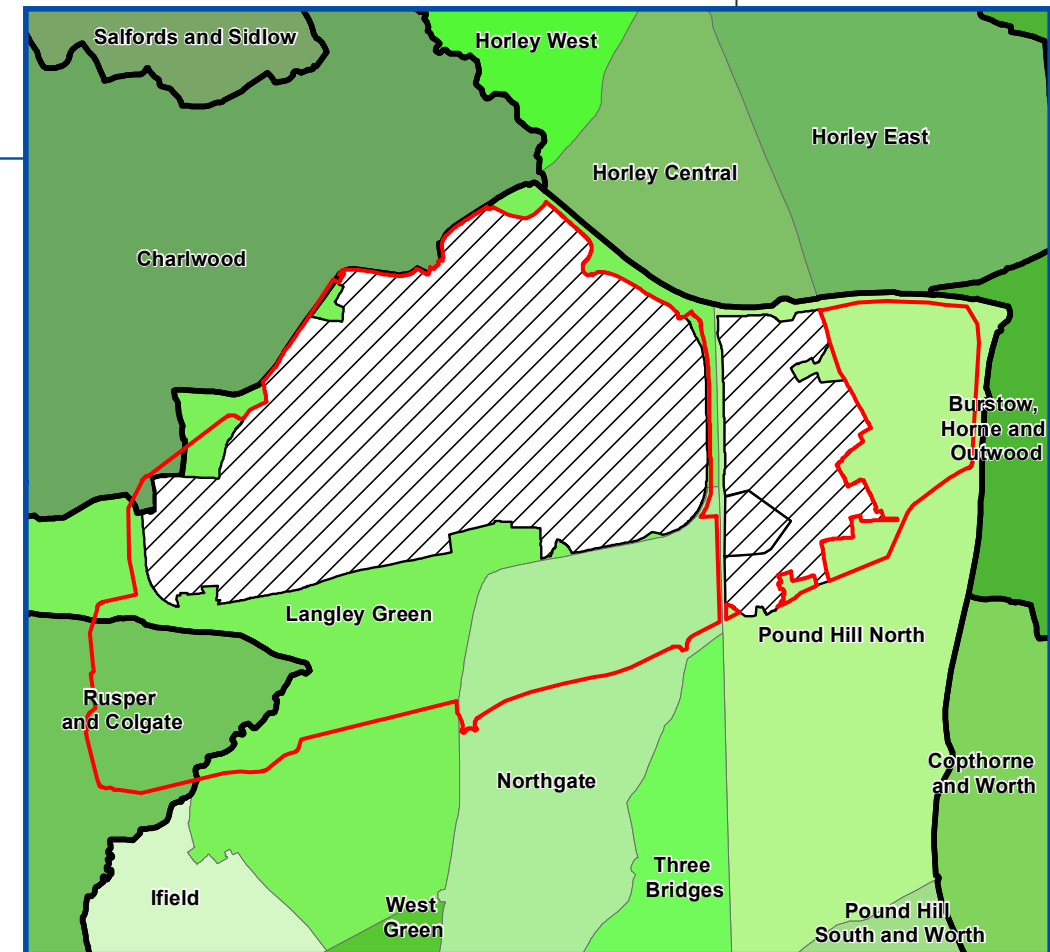 Salfords and Sidlow
Horley West
Horley East
Horley Central
Charlwood
Burstow,
Horne and
Outwood
Langley Green
Pound Hill North
Rusper
and Colgate
Northgate
Copthorne
and Worth
Three
Bridges
Ifield
West
Green
Pound Hill
South and Worth